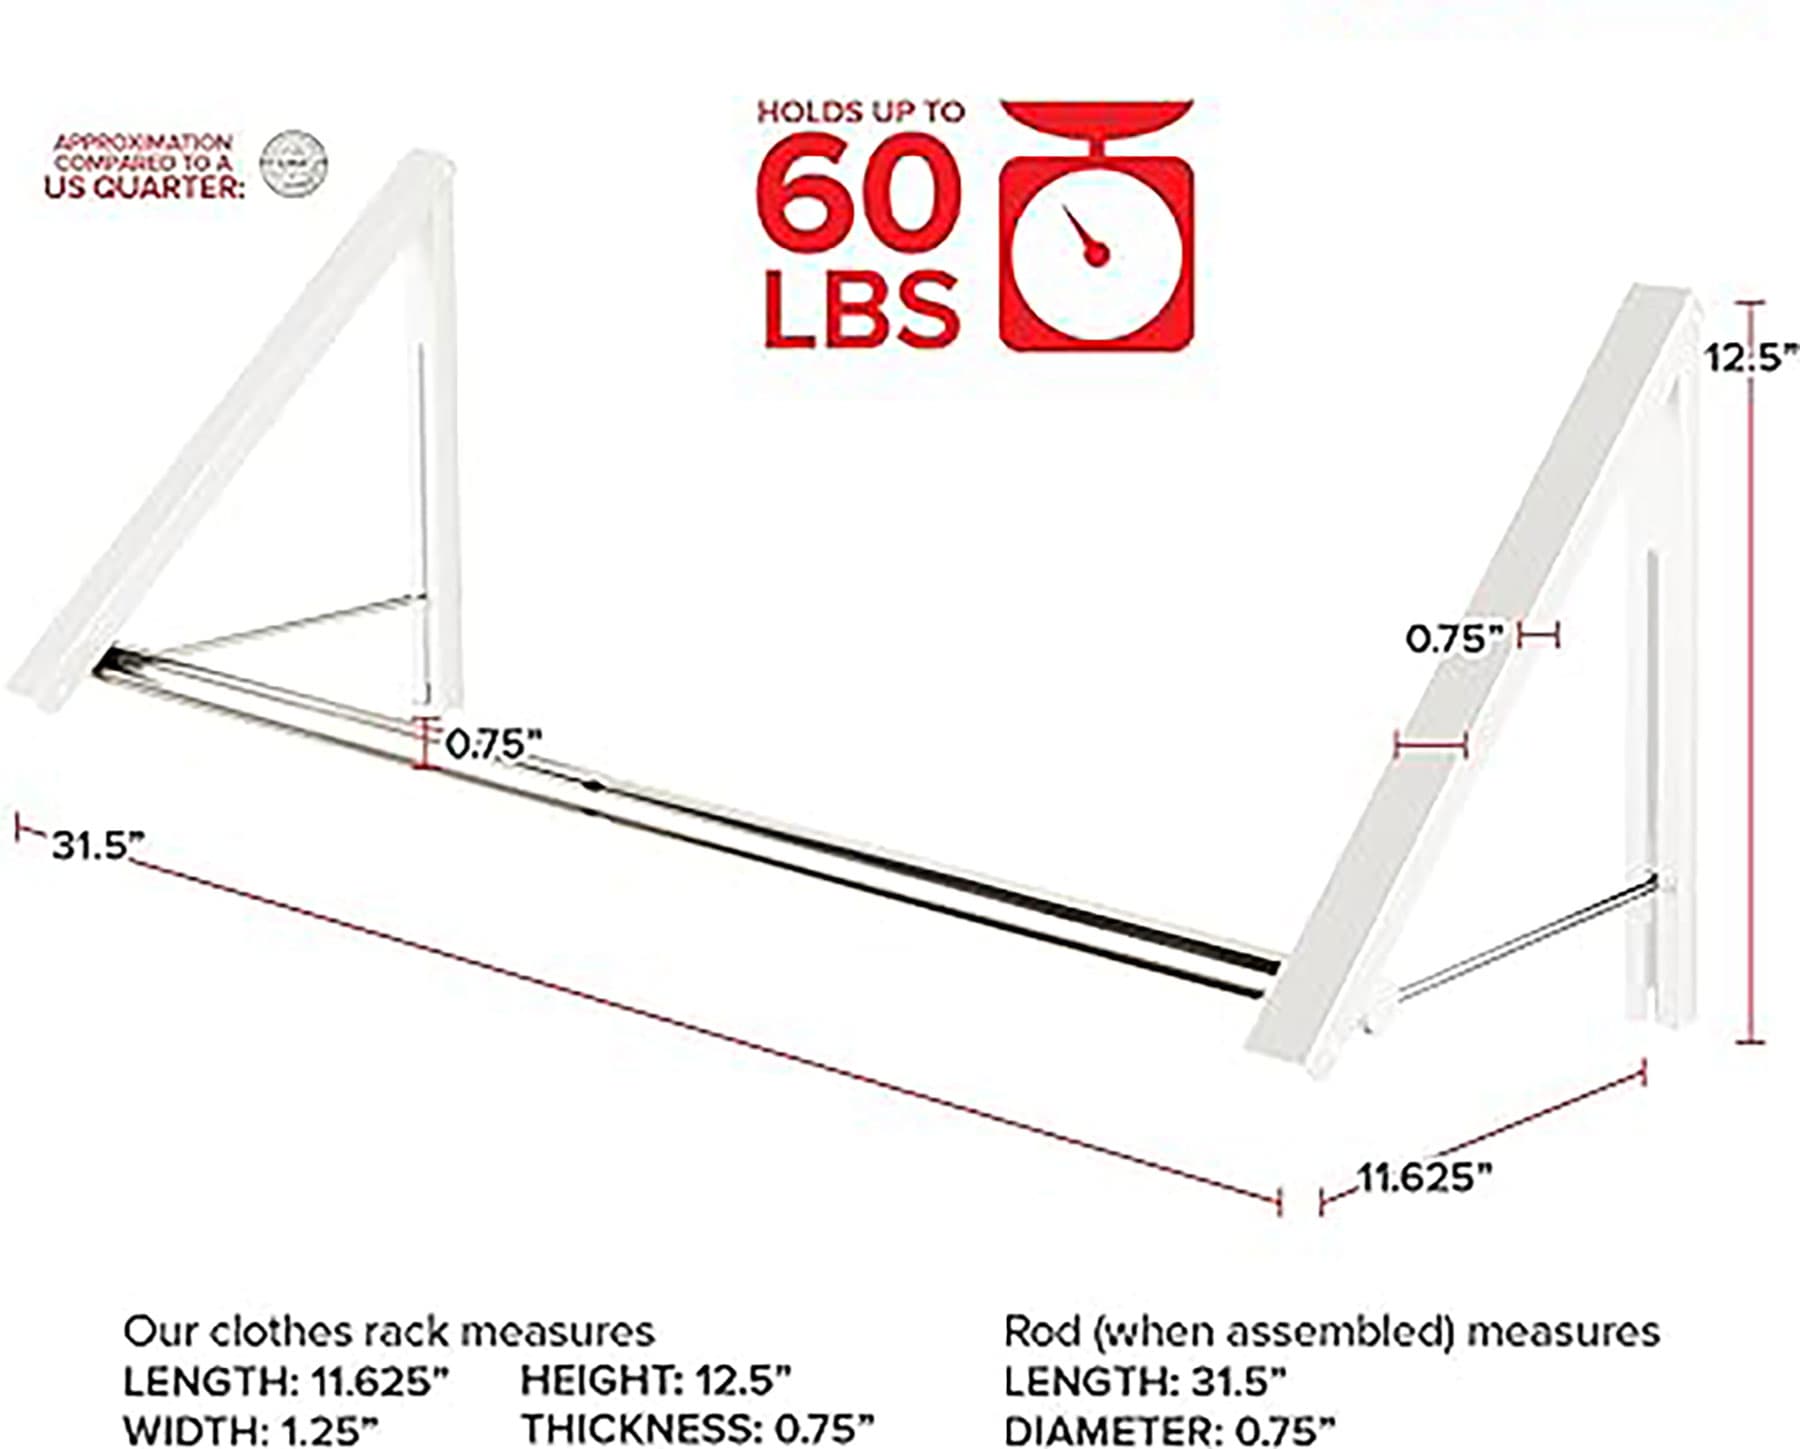 HOLDS UP TO
60
LBS
APPROXIMATION
COMPARED TO A
US QUARTER:
12.5”
0.75”
0.75”
31.5”
11.625”
Our clothes rack measures
LENGTH: 11.625”
HEIGHT: 12.5”
WIDTH: 1.25”
THICKNESS: 0.75”
Rod (when assembled) measures
LENGTH: 31.5”
DIAMETER: 0.75”